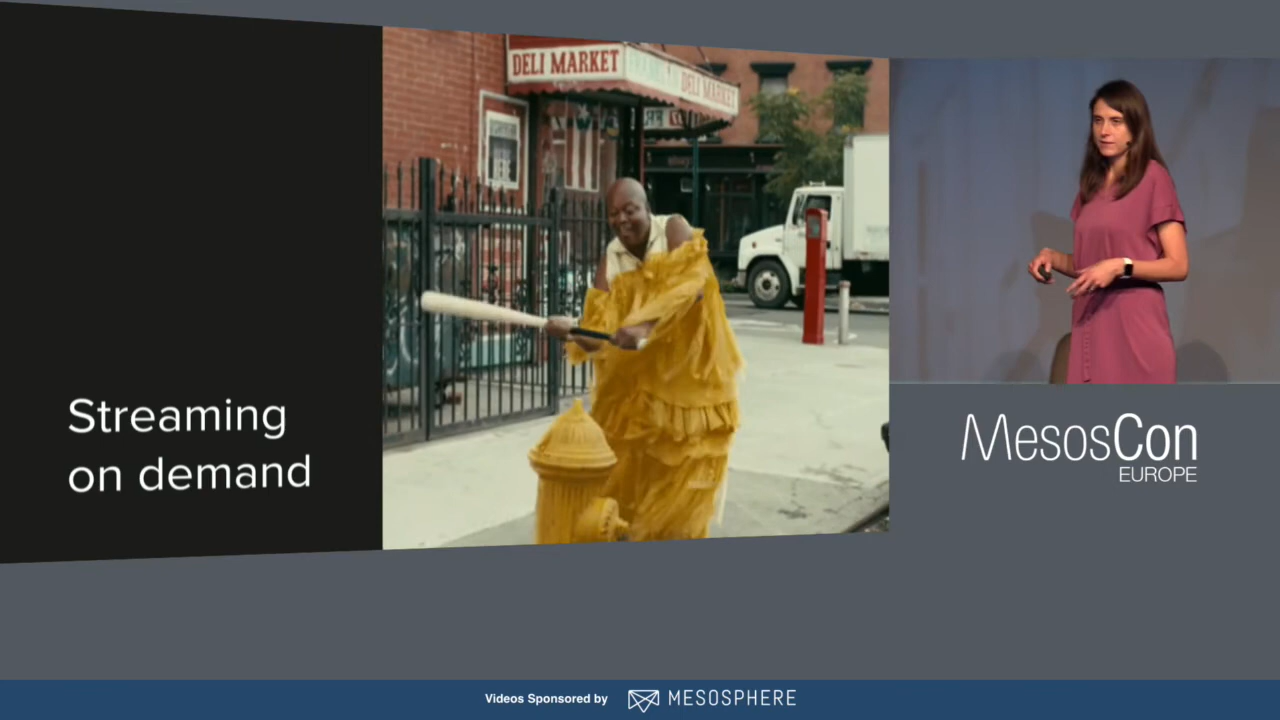 DELI MARKET
DELI MARKET
Streaming
on demand
MesosCon
EUROPE
Videos Sponsored by
MESOSPHERE